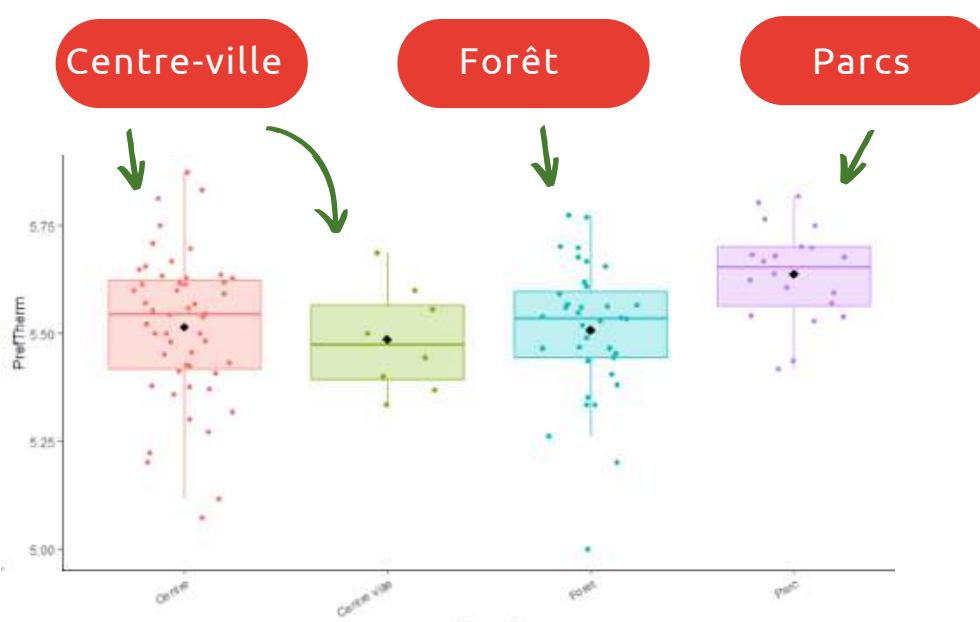 Centre-ville
Forêt
Parcs
PrefTherm
5.75
5.50
5.25
5.00
Centre
Centre ville
Foret
Parc